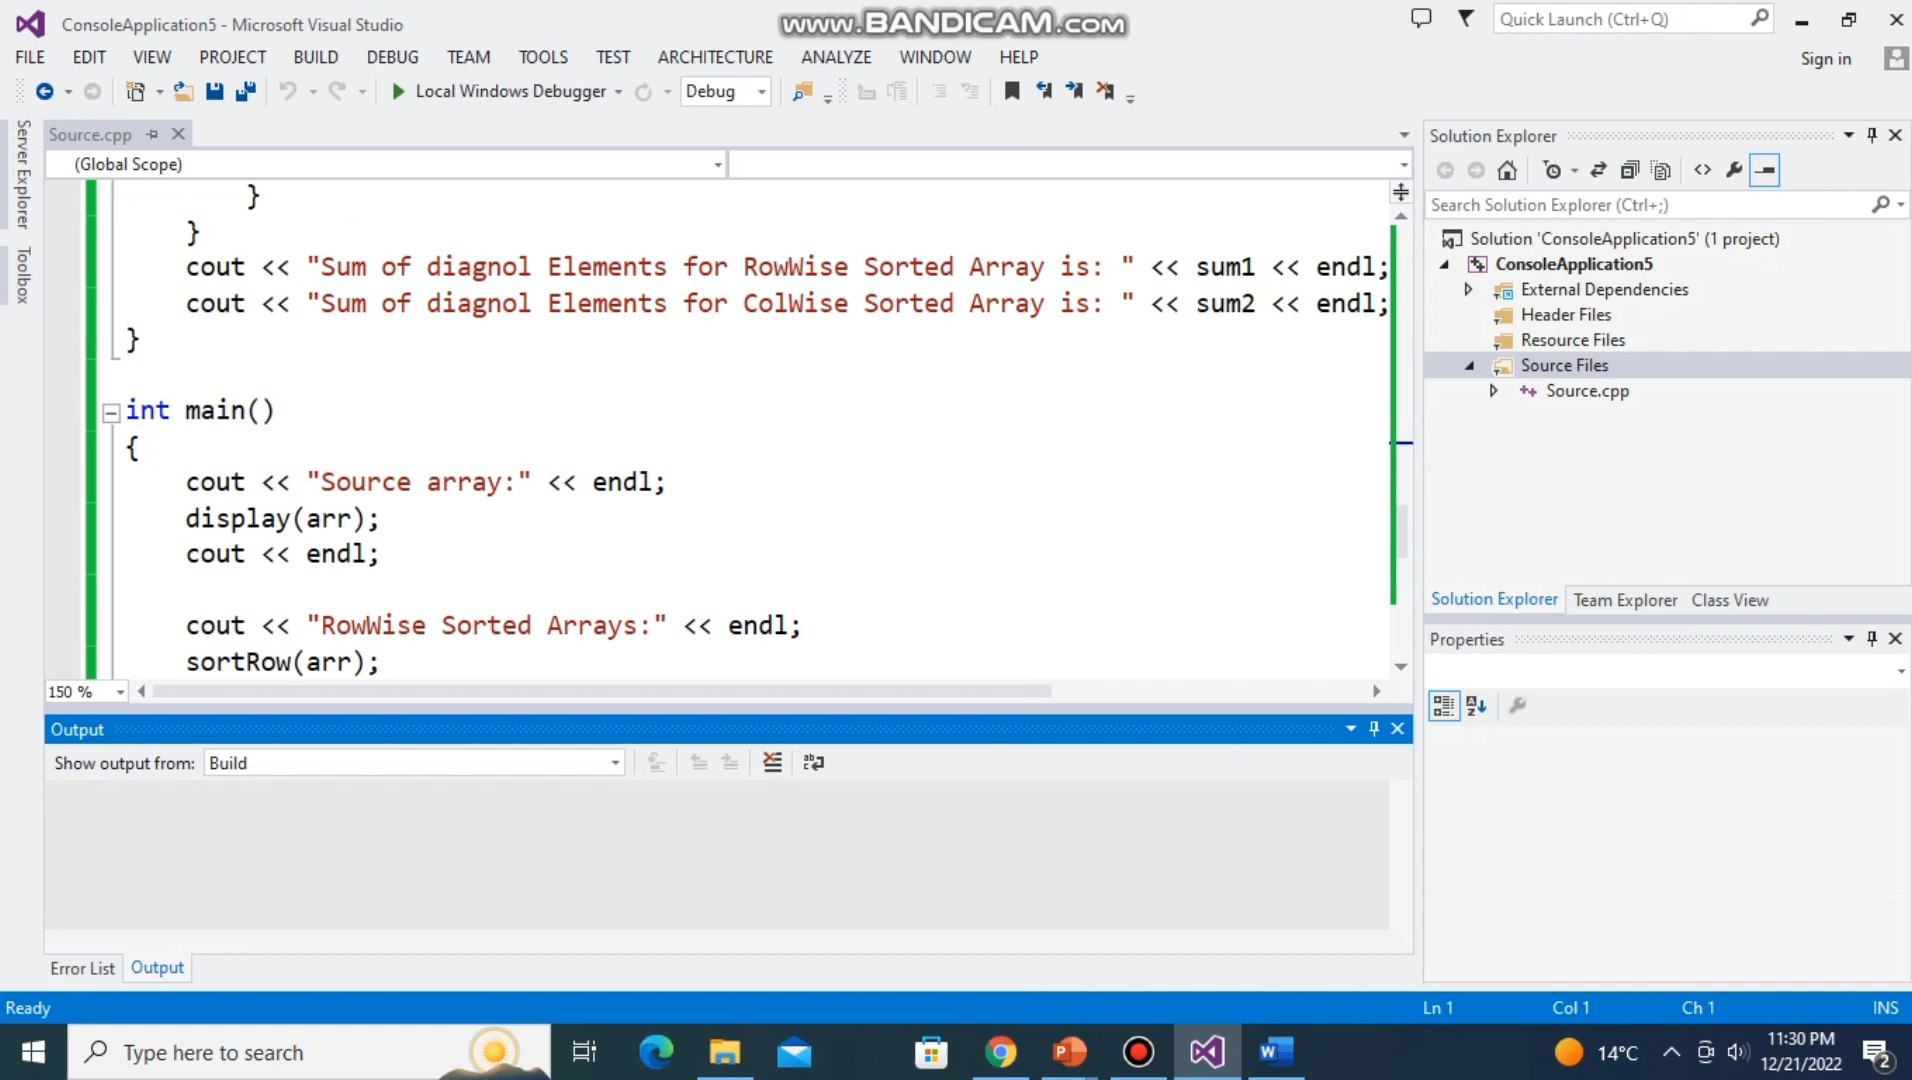 ConsoleApplication5 - Microsoft Visual Studio
www.BANDICAM.com
Quick Launch (Ctrl+Q)
FILE EDIT VIEW PROJECT BUILD DEBUG TEAM TOOLS TEST ARCHITECTURE ANALYZE WINDOW HELP
Sign in
Local Windows Debugger
Debug
Server Explorer
Toolbox
Source.cpp
(Global Scope)
}
}
cout << "Sum of diagnol Elements for RowWise Sorted Array is: " << sum1 << endl;
cout << "Sum of diagnol Elements for ColWise Sorted Array is: " << sum2 << endl;
}
int main()
{
cout << "Source array:" << endl;
display(arr);
cout << endl;
cout << "RowWise Sorted Arrays:" << endl;
sortRow(arr);
150 %
Output
Show output from: Build
Error List Output
Solution Explorer
Search Solution Explorer (Ctrl+;)
Solution 'ConsoleApplication5' (1 project)
ConsoleApplication5
External Dependencies
Header Files
Resource Files
Source Files
Source.cpp
Solution Explorer Team Explorer Class View
Properties
Ready
Ln 1 Col 1 Ch 1 INS
Type here to search
14°C
11:30 PM
12/21/2022
2